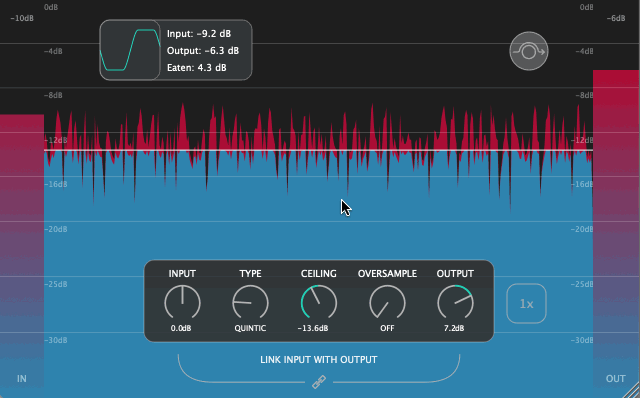 0dB
0dB
-10dB
-6dB
Input: -9.2 dB
Output: -6.3 dB
Eaten: 4.3 dB
-4dB
-4dB
-8dB
-8dB
-12dB
-12dB
-16dB
-16dB
-20dB
-20dB
-25dB
-25dB
INPUT TYPE CEILING OVERSAMPLE OUTPUT
1x
0.0dB QUINTIC -13.6dB OFF 7.2dB
-30dB
-30dB
LINK INPUT WITH OUTPUT
IN
OUT